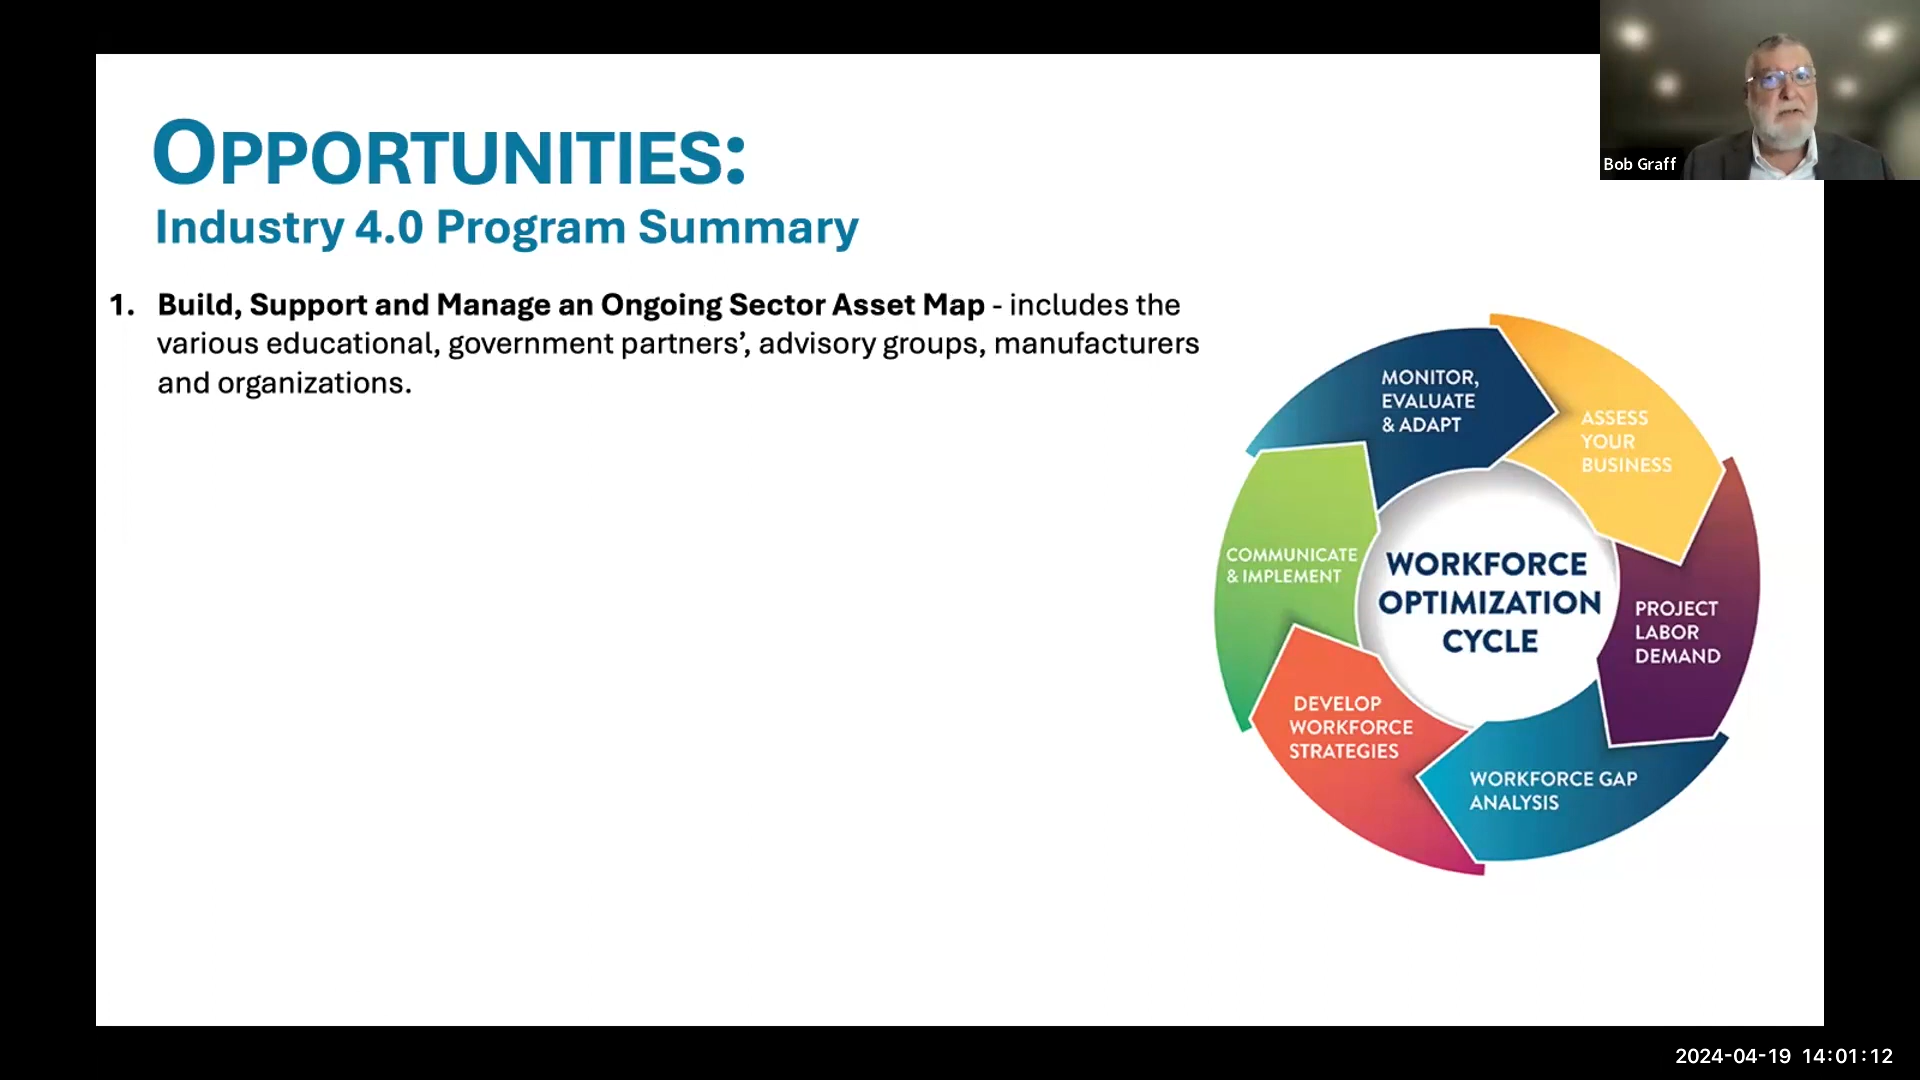 OPPORTUNITIES:
Industry 4.0 Program Summary
1. Build, Support and Manage an Ongoing Sector Asset Map - includes the
various educational, government partners’, advisory groups, manufacturers
and organizations.
MONITOR,
EVALUATE
& ADAPT
ASSESS
YOUR
BUSINESS
PROJECT
LABOR
DEMAND
WORKFORCE GAP
ANALYSIS
DEVELOP
WORKFORCE
STRATEGIES
COMMUNICATE
& IMPLEMENT
WORKFORCE
OPTIMIZATION
CYCLE
Bob Graff
2024-04-19 14:01:12